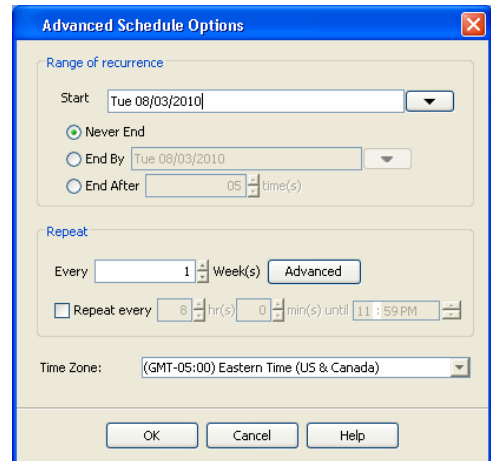 Advanced Schedule Options
Range of recurrence
Start Tue 08/03/2010
Never End
End By Tue 08/03/2010
End After 05 time(s)
Repeat
Every 1 Week(s) Advanced
Repeat every 8 hr(s) 0 min(s) until 11 : 59 PM
Time Zone: (GMT-05:00) Eastern Time (US & Canada)
OK Cancel Help